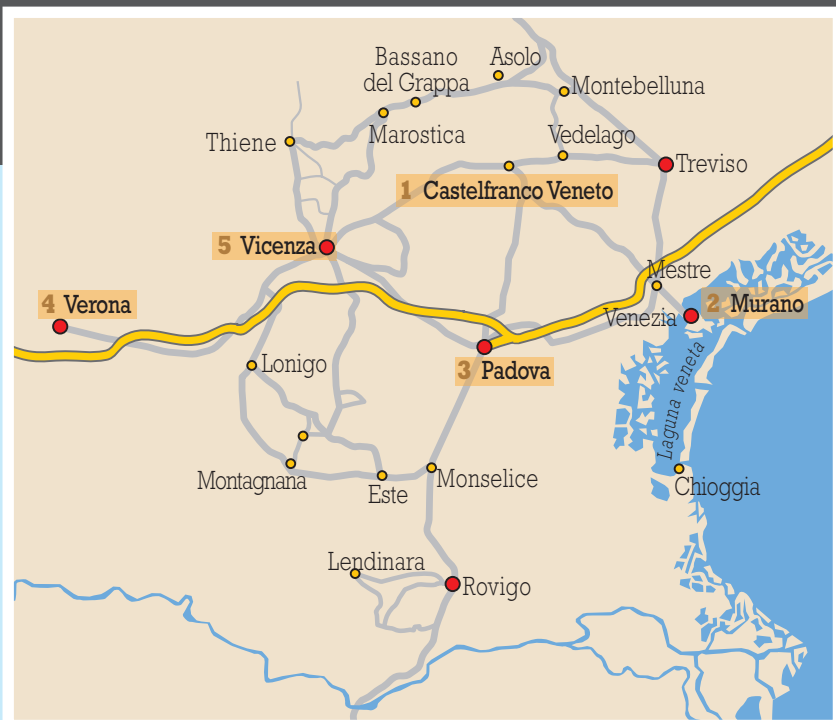 Bassano
del Grappa
Asolo
Montebelluna
Marostica
Thiene
Vedelago
Treviso
1 Castelfranco Veneto
5 Vicenza
Mestre
4 Verona
Venezia
2 Murano
Lonigo
3 Padova
Laguna veneta
Montagnana
Este
Monselice
Chioggia
Lendinara
Rovigo